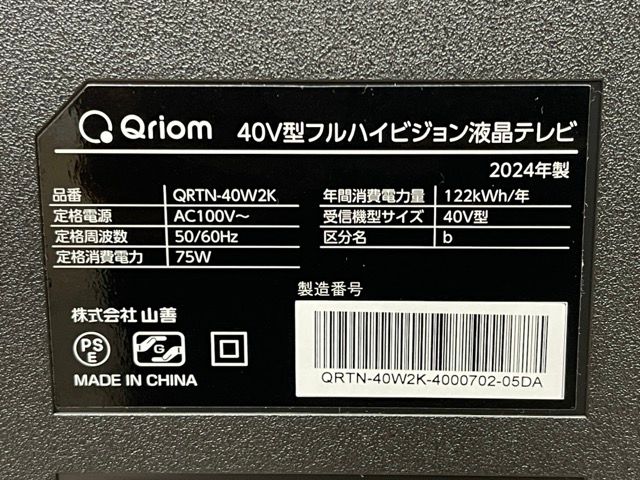 Qriom 40V型フルハイビジョン液晶テレビ
2024年製
品番 QRTN-40W2K
定格電源 AC100V～
定格周波数 50/60Hz
定格消費電力 75W
年間消費電力量 122kWh/年
受信機型サイズ 40V型
区分名 b
製造番号
QRTN-40W2K-4000702-05DA
株式会社 山善
PS E G
MADE IN CHINA